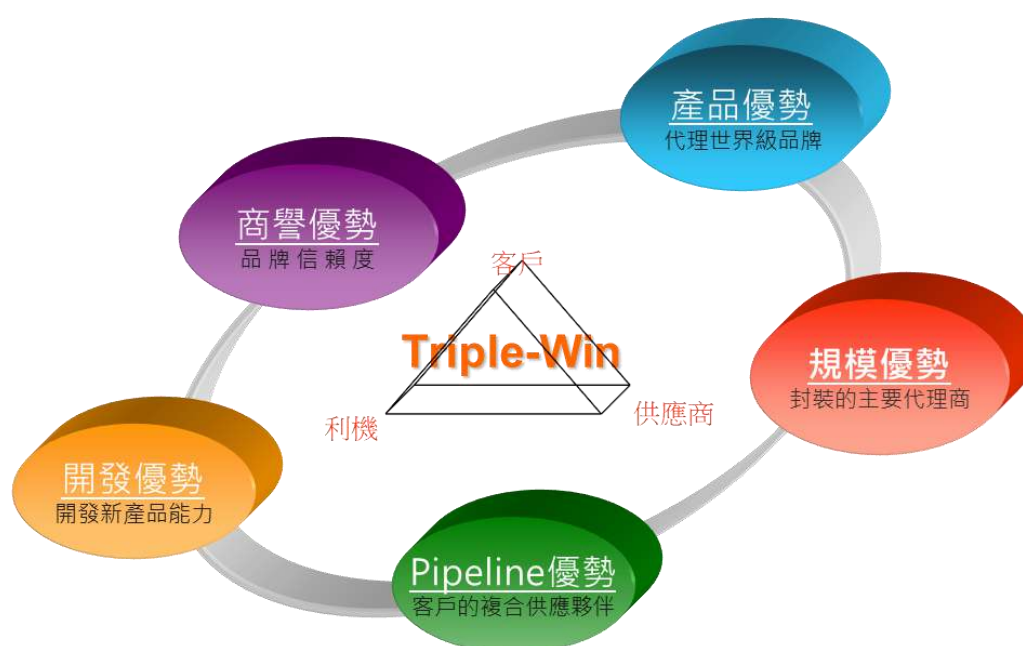 產品優勢
代理世界級品牌
商譽優勢
品牌信賴度
客戶
Triple-Win
規模優勢
封裝的主要代理商
利機
供應商
開發優勢
開發新產品能力
Pipeline優勢
客戶的複合供應夥伴